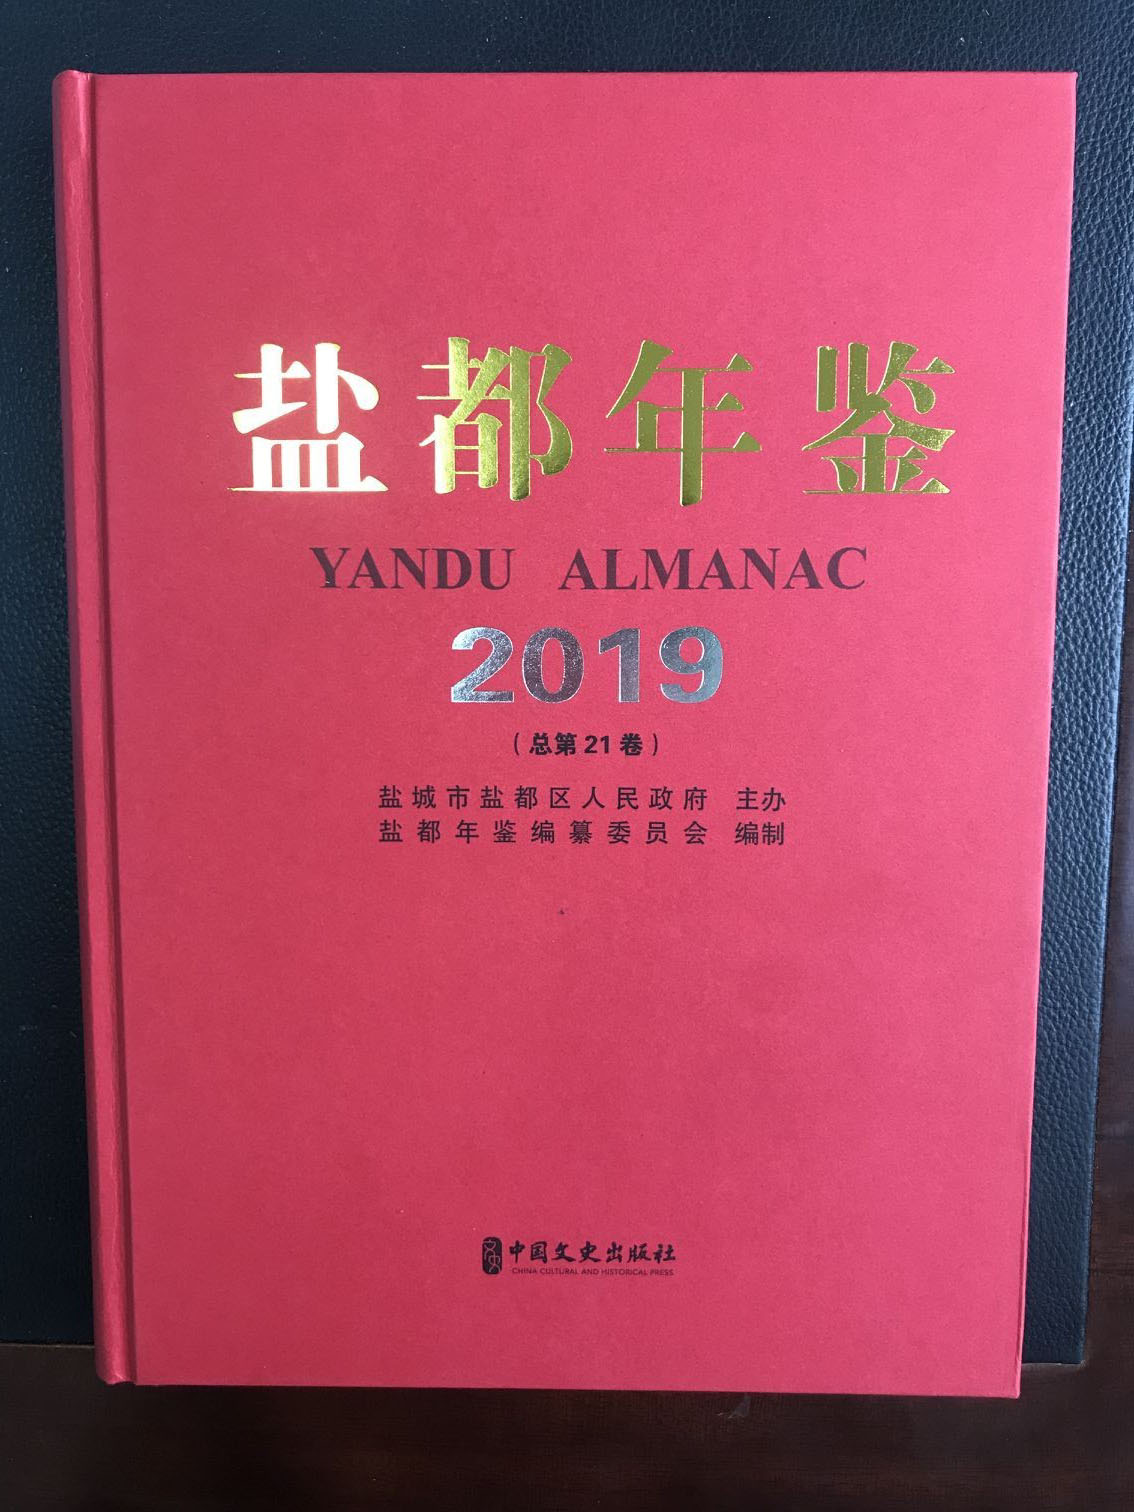 盐都年鉴
YANDU ALMANAC
2019
（总第21卷）
盐城市盐都区人民政府 主办
盐都年鉴编纂委员会 编制
文史 中国文史出版社
CHINA CULTURAL AND HISTORICAL PRESS